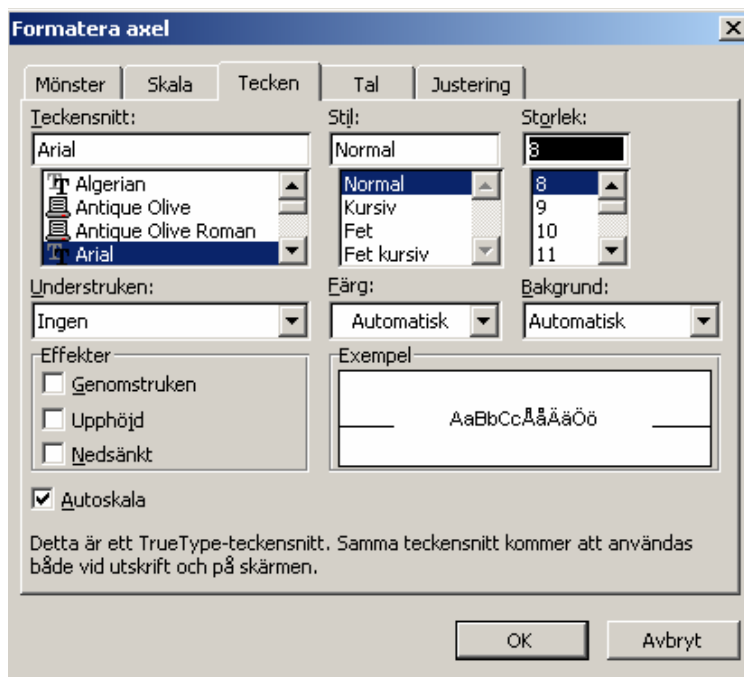 Formatera axel
Mönster Skala Tecken Tal Justering
Teckensnitt: Stil: Storlek:
Arial Normal 8
Algerian Normal 8
Antique Olive Kursiv 9
Antique Olive Roman Fet 10
Arial Fet kursiv 11
Understruken: Färg: Bakgrund:
Ingen Automatisk Automatisk
Effekter Exempel
Genomstruken
Upphöjd AaBbCcÅåÄäÖö
Nedsänkt
Autoskala
Detta är ett TrueType-teckensnitt. Samma teckensnitt kommer att användas
både vid utskrift och på skärmen.
OK Avbryt